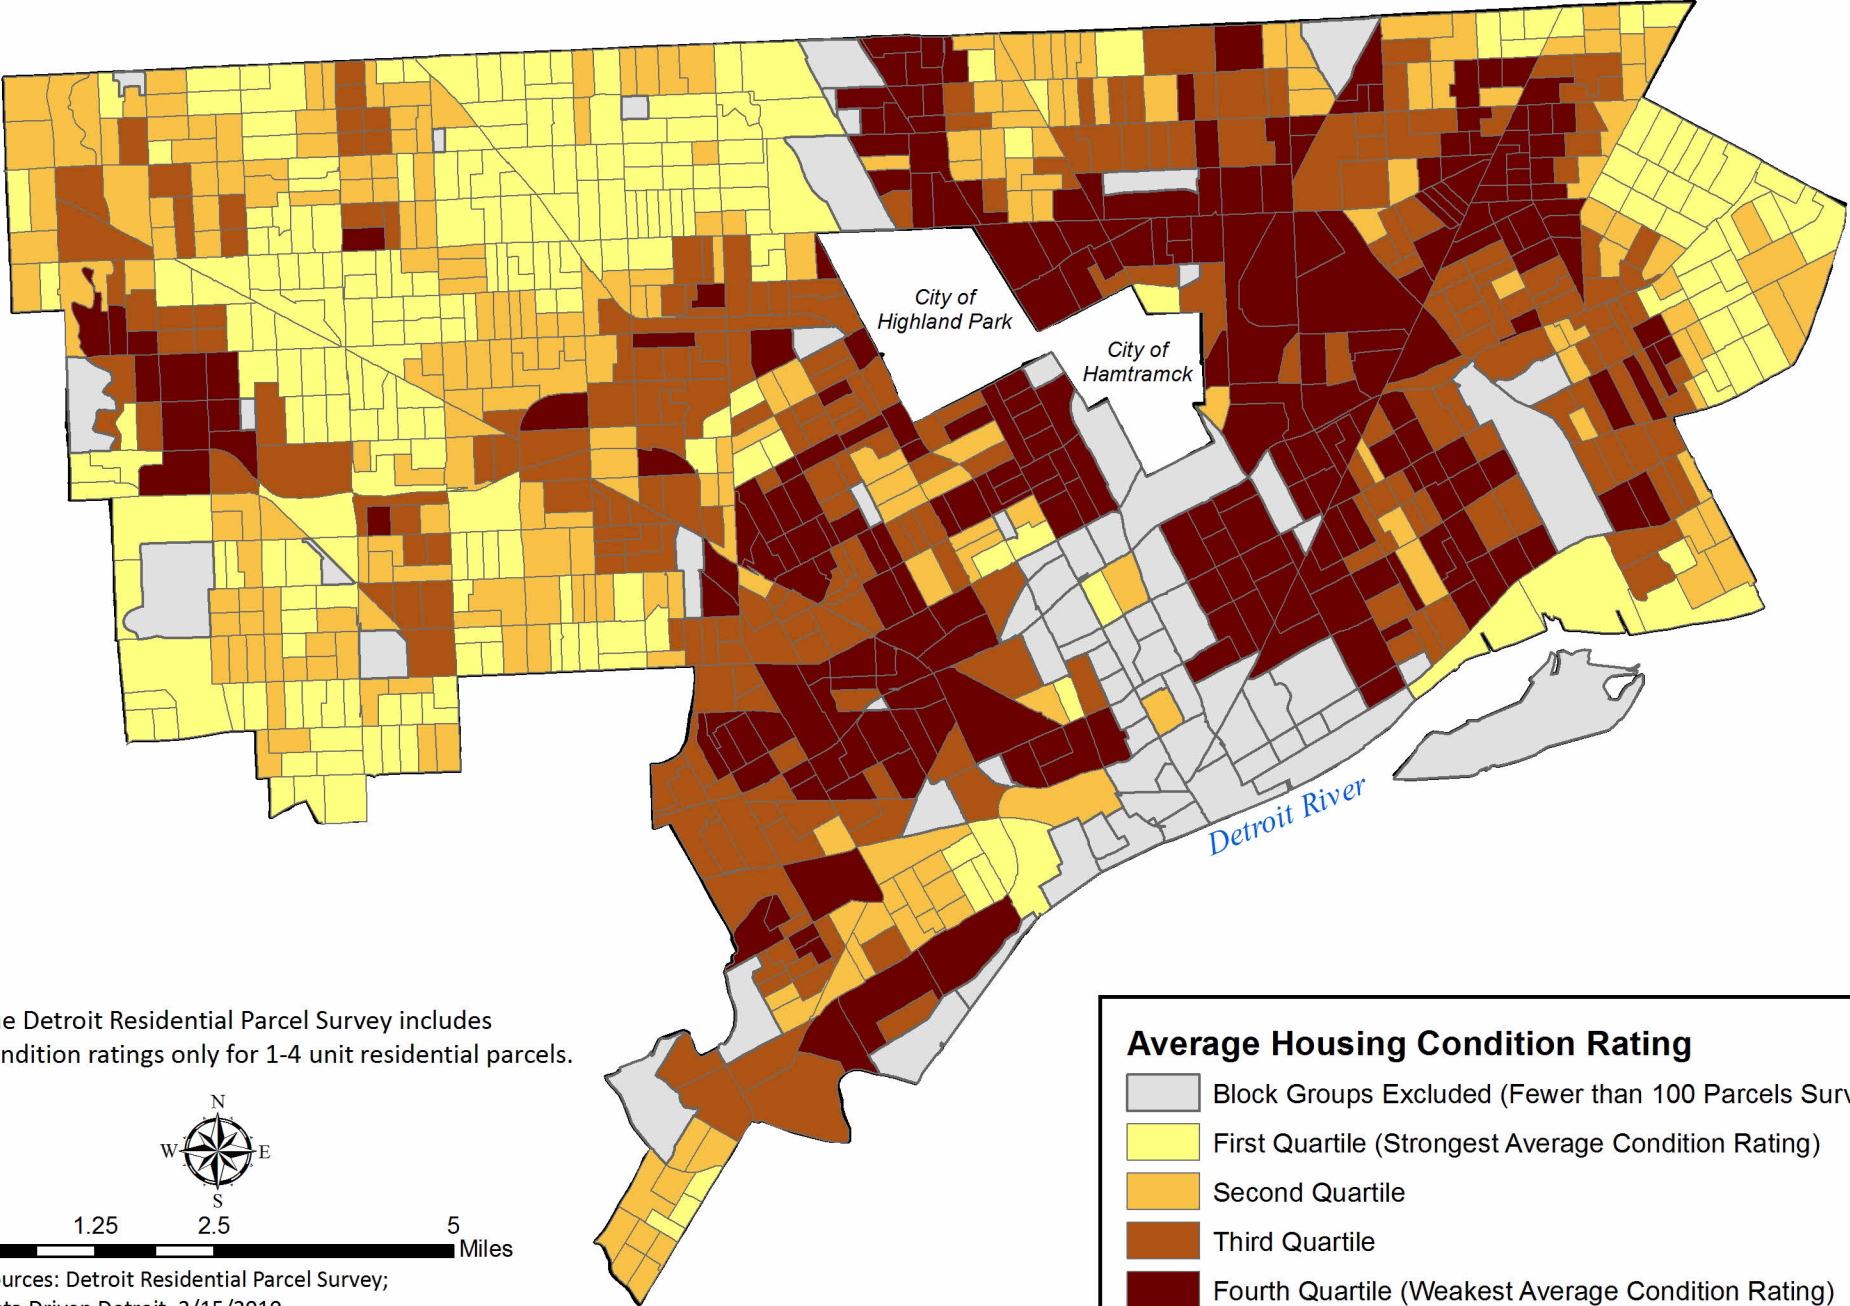 City of
Highland Park
City of
Hamtramck
Detroit River
e Detroit Residential Parcel Survey includes
ndition ratings only for 1-4 unit residential parcels.
N
W E
S
1.25 2.5 5
Miles
urces: Detroit Residential Parcel Survey;
Average Housing Condition Rating
Block Groups Excluded (Fewer than 100 Parcels Surv
First Quartile (Strongest Average Condition Rating)
Second Quartile
Third Quartile
Fourth Quartile (Weakest Average Condition Rating)